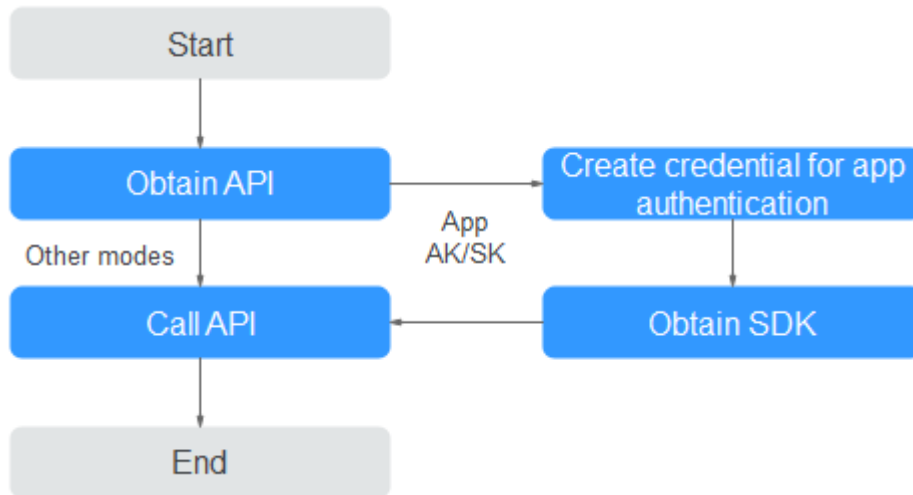 Start
Obtain API
Create credential for app
authentication
App
AK/SK
Other modes
Call API
Obtain SDK
End